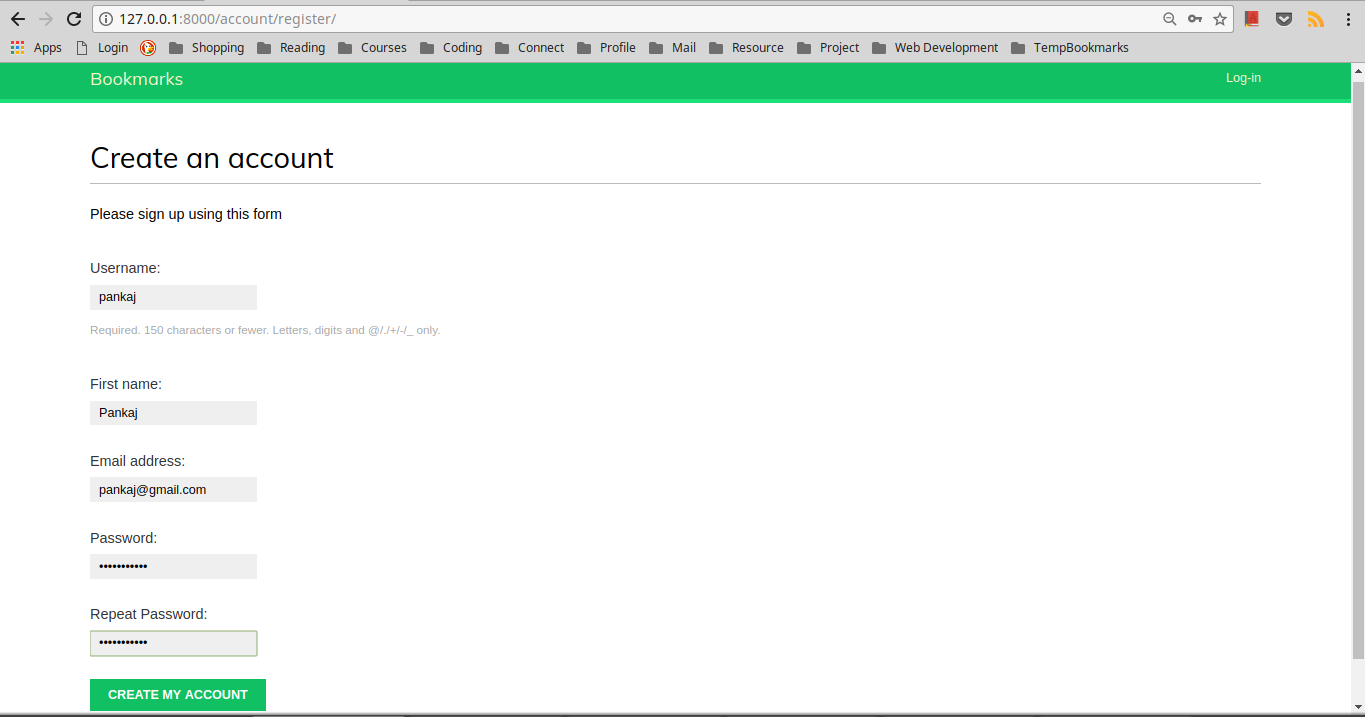 127.0.0.1:8000/account/register/
Apps Login Shopping Reading Courses Coding Connect Profile Mail Resource Project Web Development TempBookmarks
Bookmarks Log-in
Create an account
Please sign up using this form
Username:
pankaj
Required. 150 characters or fewer. Letters, digits and @/./+/-/_ only.
First name:
Pankaj
Email address:
pankaj@gmail.com
Password:
•••••••••••
Repeat Password:
•••••••••••
CREATE MY ACCOUNT